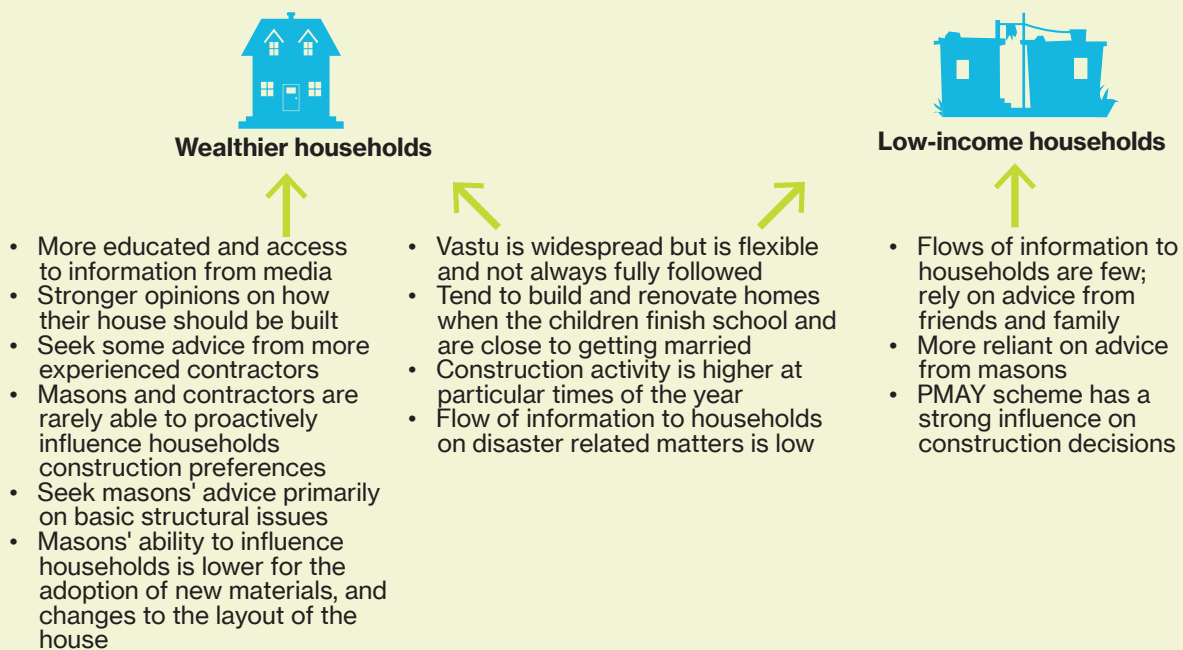 Wealthier households
Low-income households
• More educated and access
to information from media
• Stronger opinions on how
their house should be built
• Seek some advice from more
experienced contractors
• Masons and contractors are
rarely able to proactively
influence households
construction preferences
• Seek masons' advice primarily
on basic structural issues
• Masons' ability to influence
households is lower for the
adoption of new materials, and
changes to the layout of the
house
• Vastu is widespread but is flexible
and not always fully followed
• Tend to build and renovate homes
when the children finish school and
are close to getting married
• Construction activity is higher at
particular times of the year
• Flow of information to households
on disaster related matters is low
• Flows of information to
households are few;
rely on advice from
friends and family
• More reliant on advice
from masons
• PMAY scheme has a
strong influence on
construction decisions